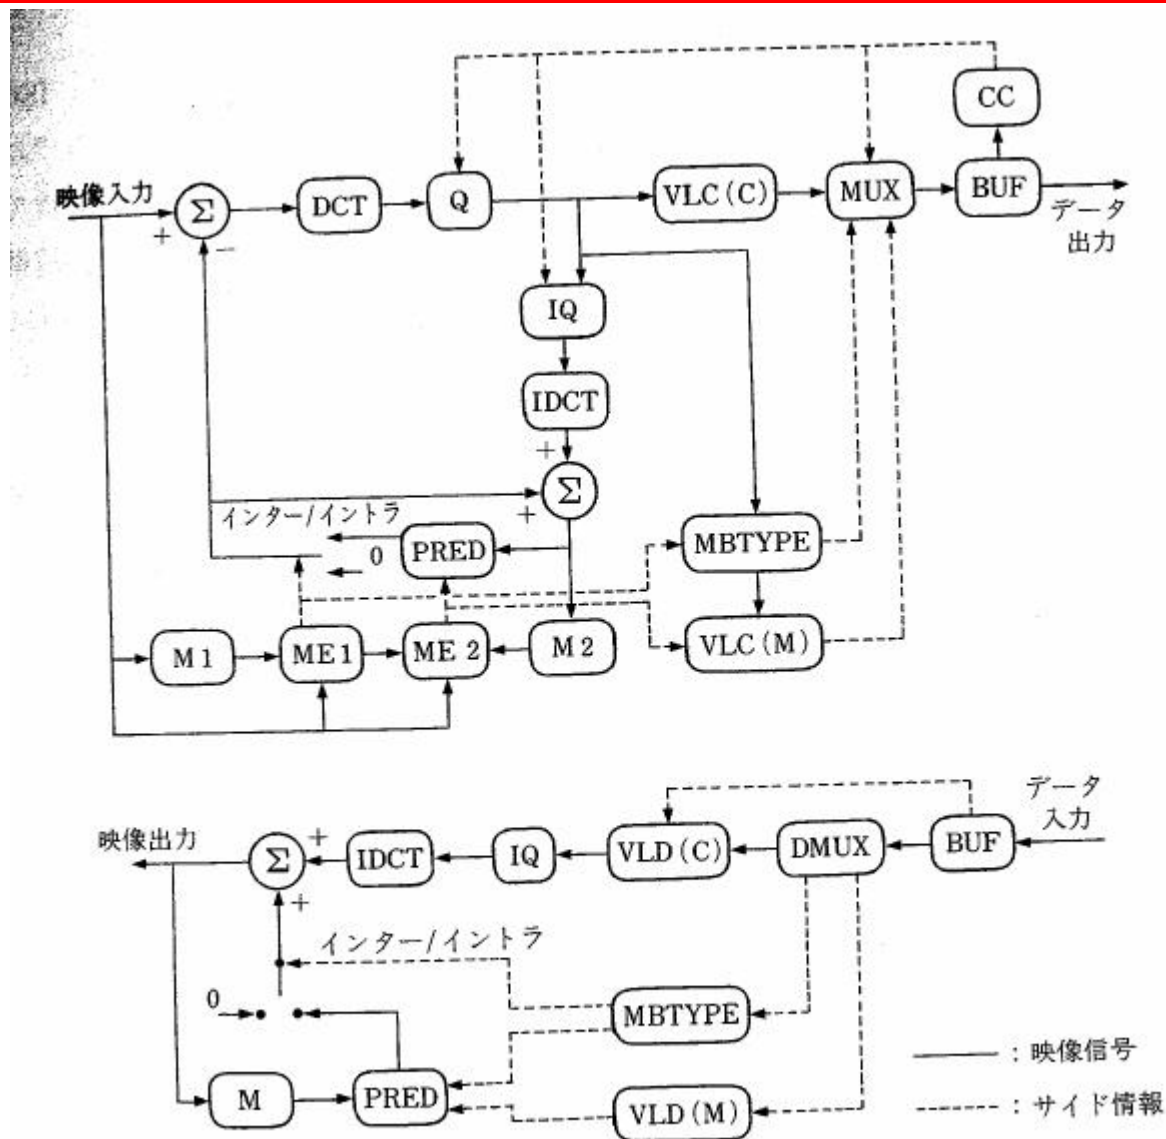 CC
映像入力
Σ
DCT
Q
VLC (C)
MUX
BUF
+
−
データ
出力
IQ
IDCT
+
Σ
+
インター/イントラ
0
PRED
MBTYPE
M1
ME1
ME 2
M2
VLC (M)
データ
入力
映像出力
Σ
+
IDCT
IQ
VLD (C)
DMUX
BUF
+
インター/イントラ
0
MBTYPE
: 映像信号
M
PRED
VLD (M)
: サイド情報